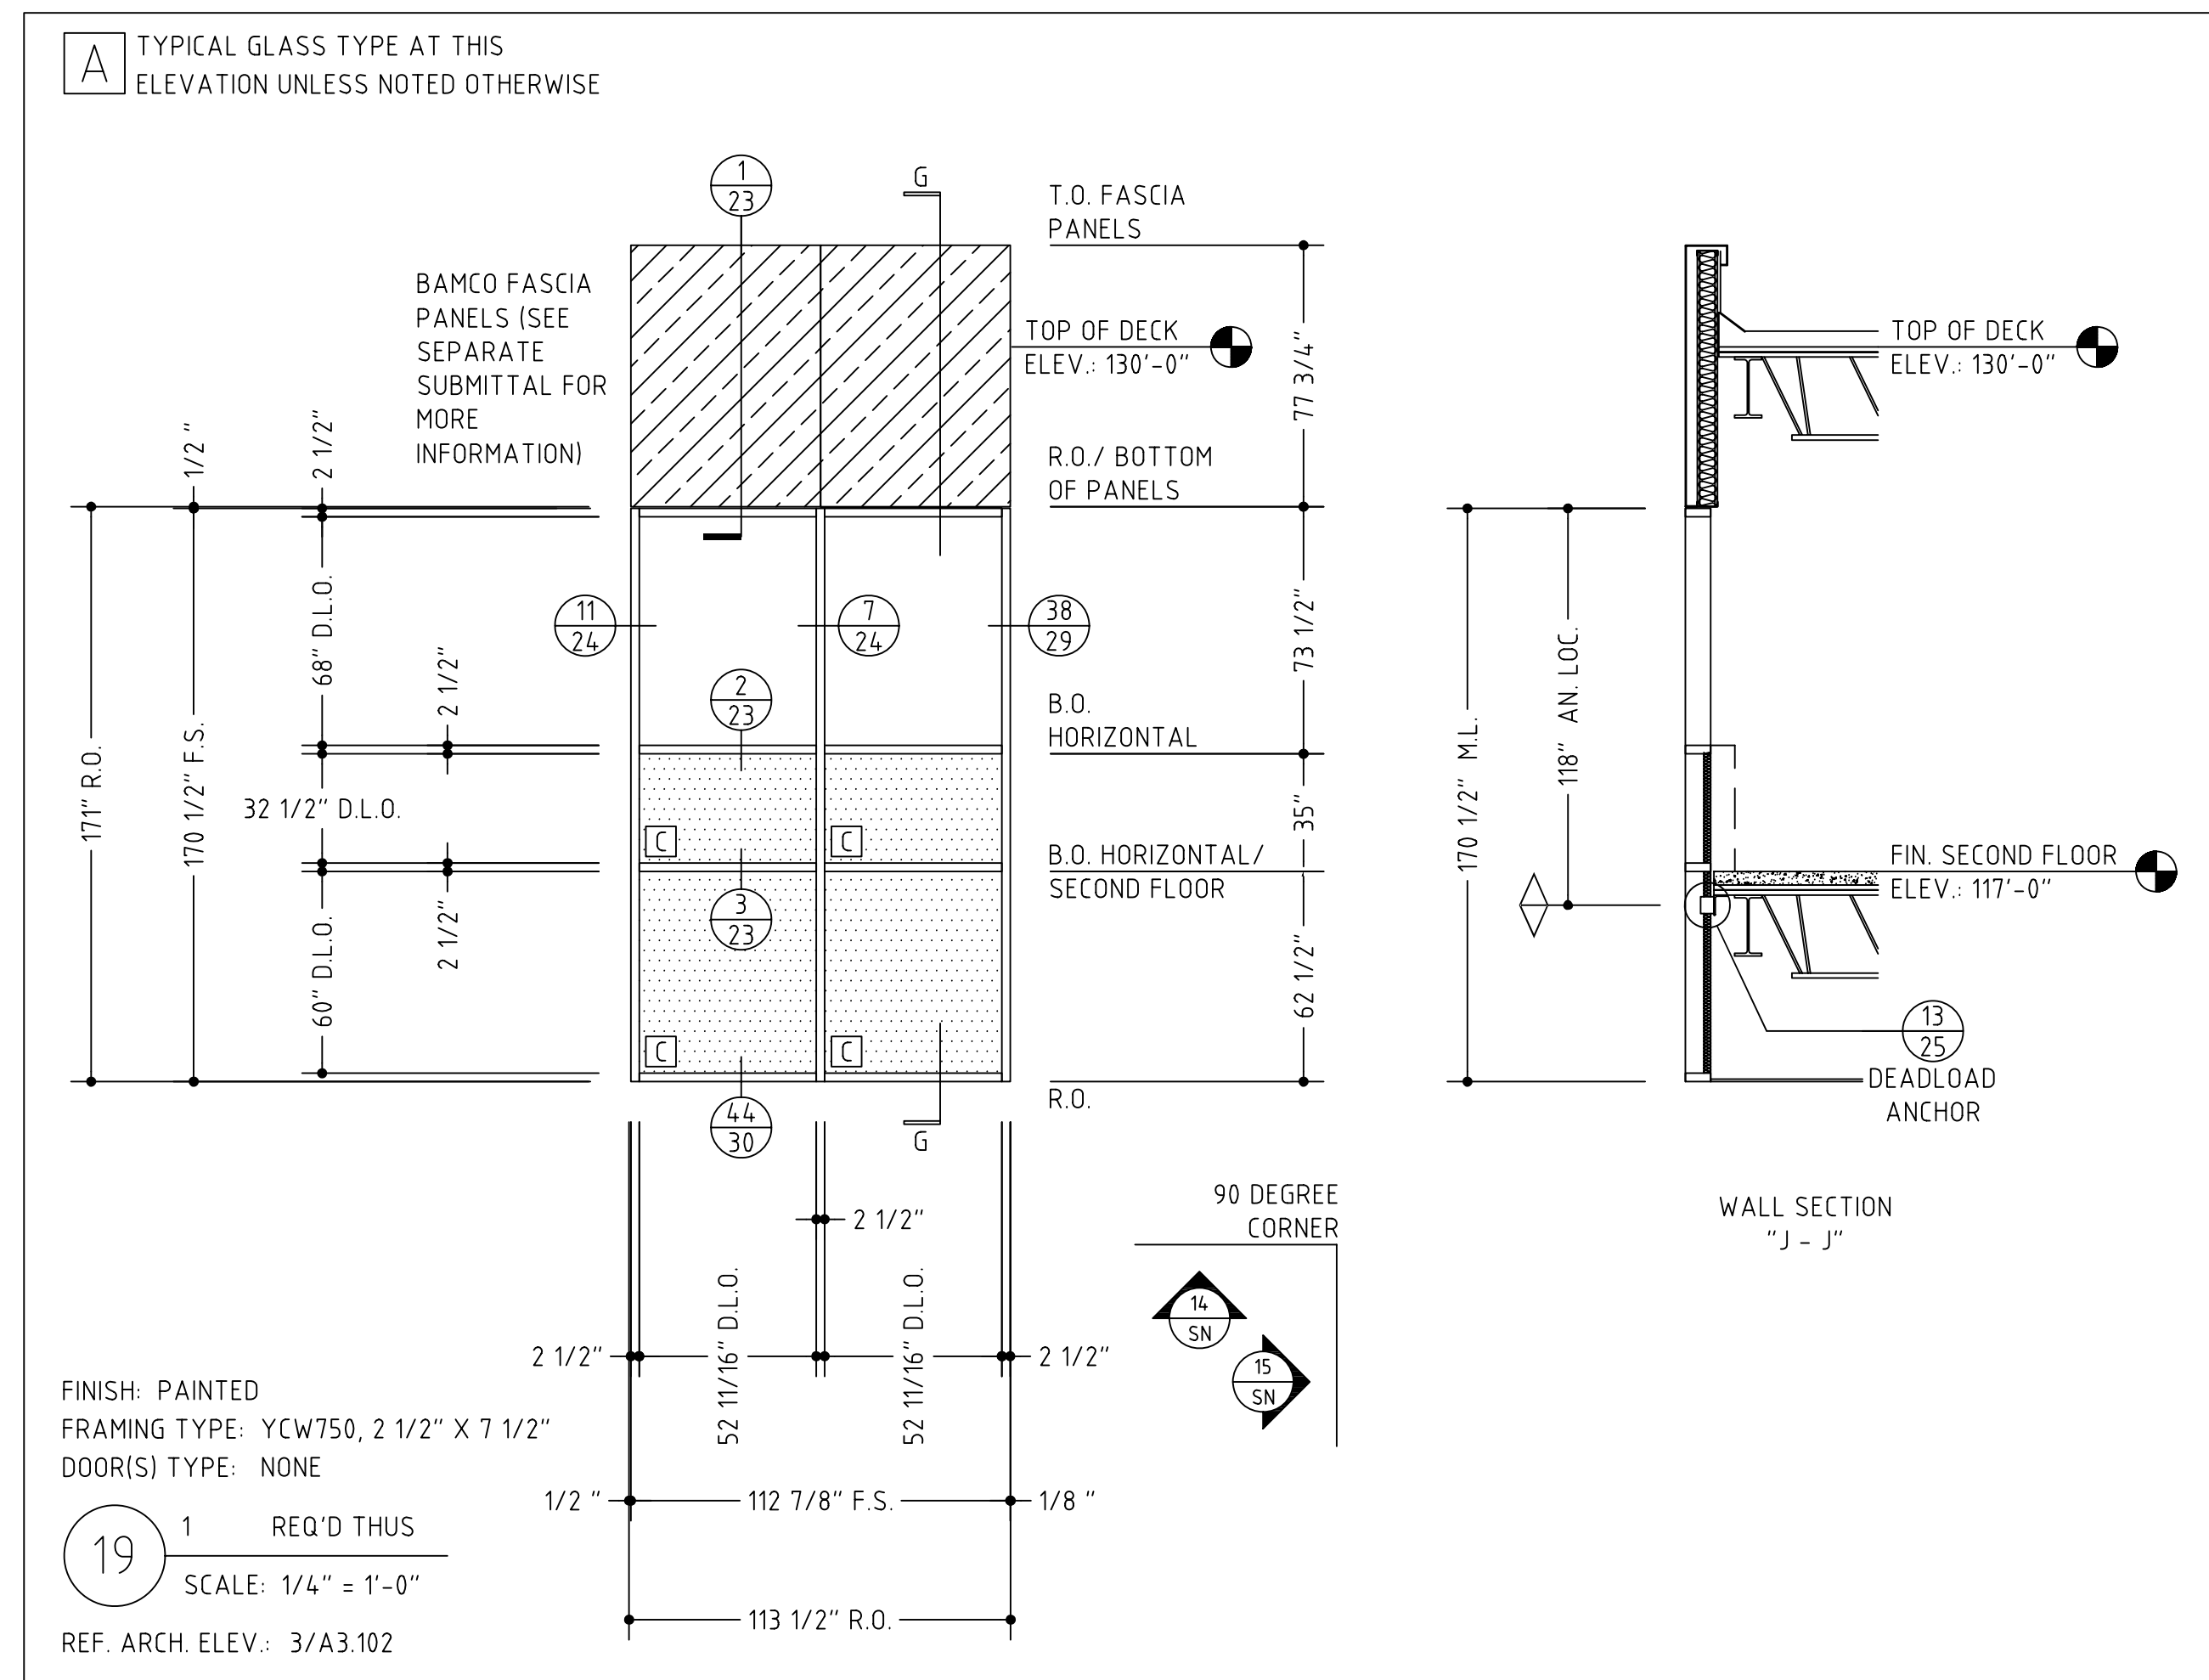 A
TYPICAL GLASS TYPE AT THIS
ELEVATION UNLESS NOTED OTHERWISE
1
23
G
T.O. FASCIA
PANELS
BAMCO FASCIA
PANELS (SEE
SEPARATE
SUBMITTAL FOR
MORE
INFORMATION)
TOP OF DECK
ELEV.: 130'-0"
77 3/4"
TOP OF DECK
ELEV.: 130'-0"
1/2 "
2 1/2"
R.O./ BOTTOM
OF PANELS
171" R.O.
170 1/2" F.S.
68" D.L.O.
2 1/2"
32 1/2" D.L.O.
60" D.L.O.
2 1/2"
11
24
7
24
38
29
2
23
73 1/2"
B.O.
HORIZONTAL
C
C
35"
B.O. HORIZONTAL/
SECOND FLOOR
3
23
62 1/2"
C
C
R.O.
44
30
G
170 1/2" M.L.
118" AN. LOC.
FIN. SECOND FLOOR
ELEV.: 117'-0"
13
25
DEADLOAD
ANCHOR
WALL SECTION
"J - J"
90 DEGREE
CORNER
14
SN
15
SN
2 1/2"
2 1/2"
52 11/16" D.L.O.
52 11/16" D.L.O.
2 1/2"
1/2 "
112 7/8" F.S.
1/8 "
113 1/2" R.O.
FINISH: PAINTED
FRAMING TYPE: YCW750, 2 1/2" X 7 1/2"
DOOR(S) TYPE: NONE
19
1 REQ'D THUS
SCALE: 1/4" = 1'-0"
REF. ARCH. ELEV.: 3/A3.102